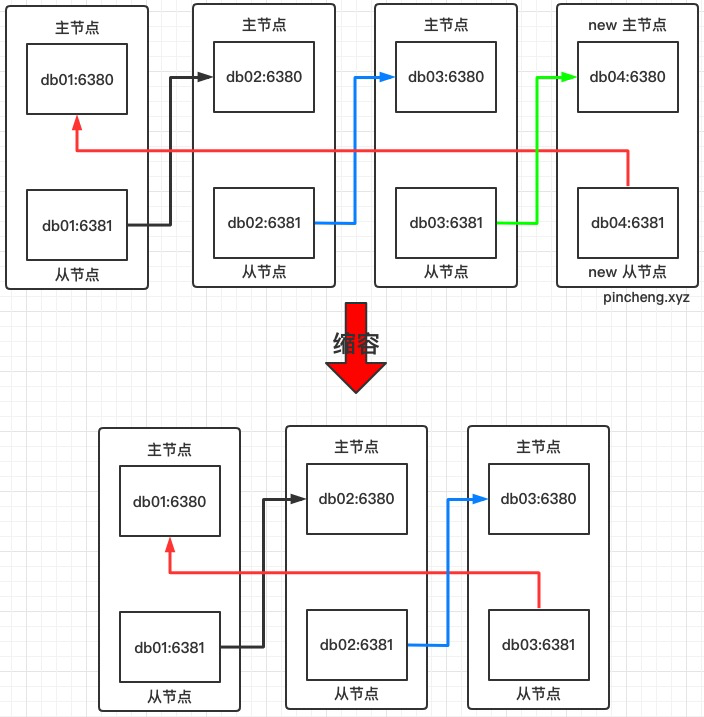 主节点
主节点
主节点
new 主节点
db01:6380
db02:6380
db03:6380
db04:6380
db01:6381
db02:6381
db03:6381
db04:6381
从节点
从节点
从节点
new 从节点
pincheng.xyz
缩容
主节点
主节点
主节点
db01:6380
db02:6380
db03:6380
db01:6381
db02:6381
db03:6381
从节点
从节点
从节点